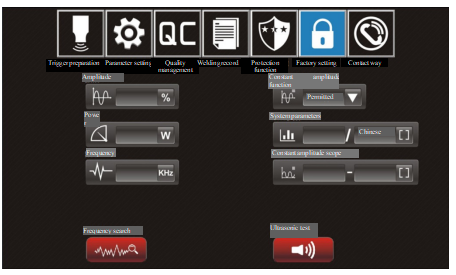 QC
Trigger preparation
Parameter setting
Quality
management
Welding record
Protection
function
Factory setting
Contact way
Amplitude
%
Constant amplitude
function
Permitted
Powe
r
W
System parameters
/ Chinese []
Frequency
KHz
Constant amplitude scope
- []
Frequency search
Ultrasonic test